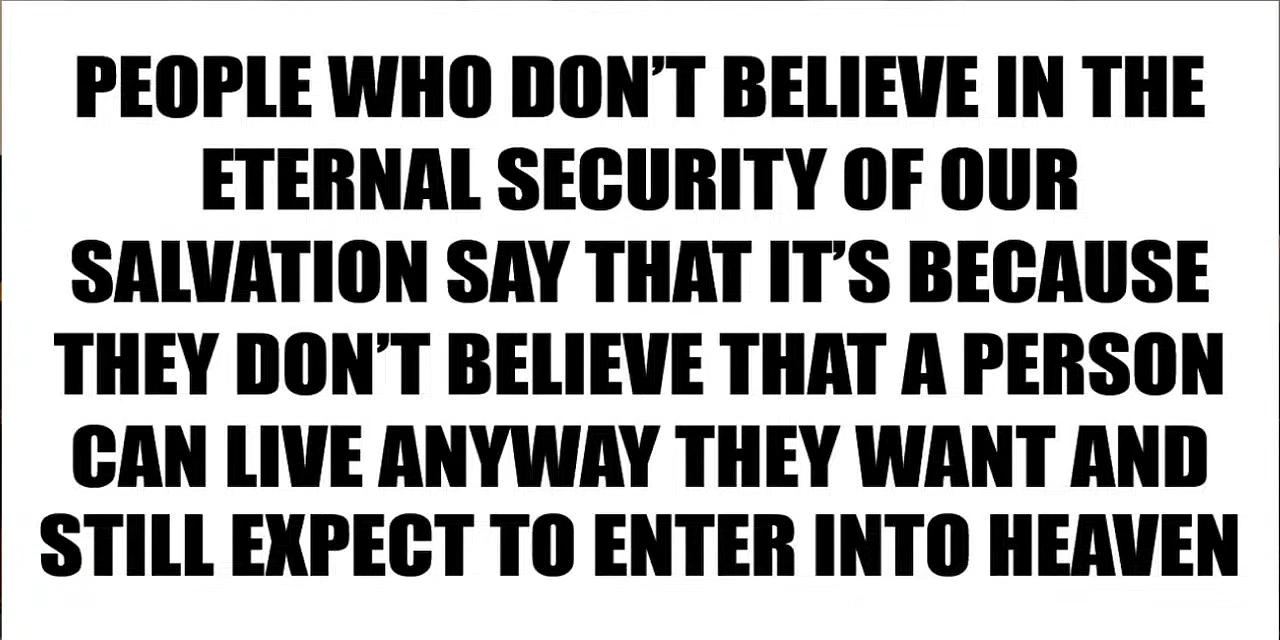 PEOPLE WHO DON’T BELIEVE IN THE
ETERNAL SECURITY OF OUR
SALVATION SAY THAT IT’S BECAUSE
THEY DON’T BELIEVE THAT A PERSON
CAN LIVE ANYWAY THEY WANT AND
STILL EXPECT TO ENTER INTO HEAVEN